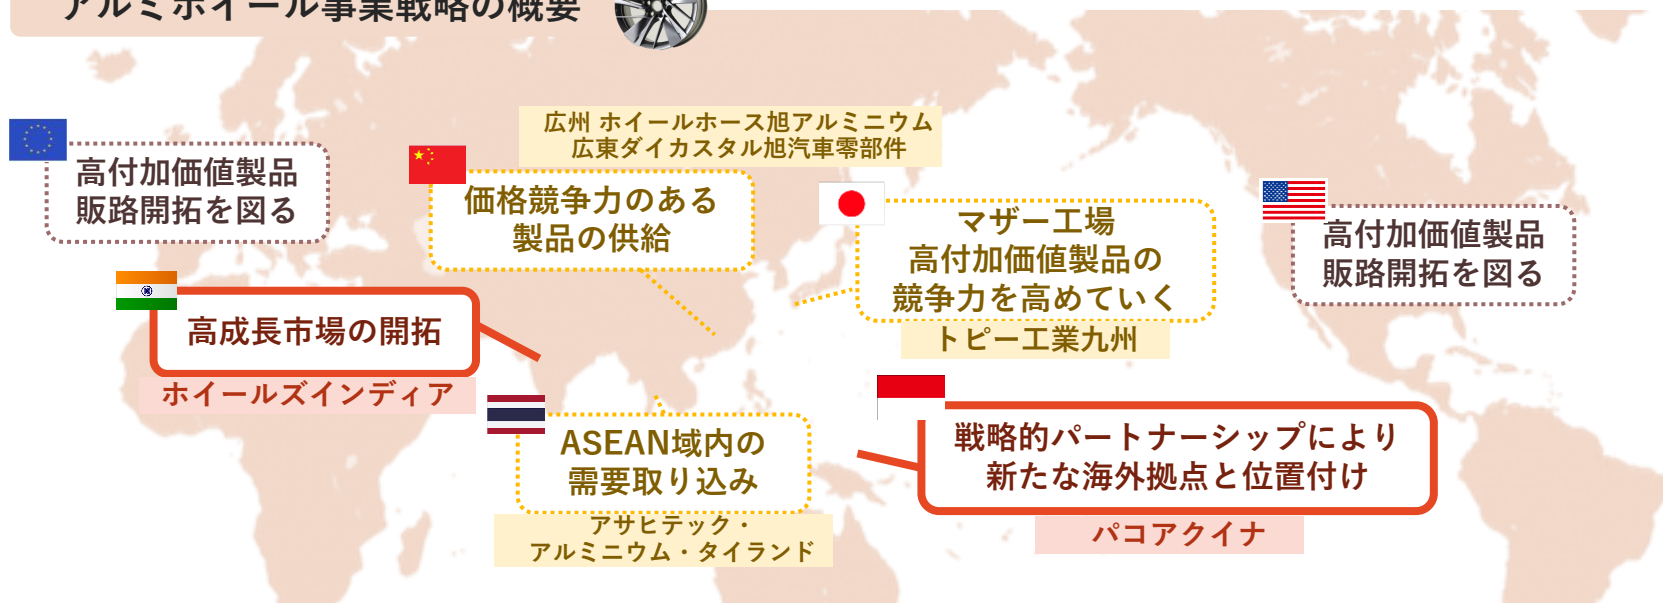 アルミホイール事業戦略の概要
広州 ホイールホース旭アルミニウム
広東ダイカスタル旭汽車零部件
高付加価値製品
販路開拓を図る
価格競争力のある
製品の供給
マザー工場
高付加価値製品の
競争力を高めていく
トピー工業九州
高付加価値製品
販路開拓を図る
高成長市場の開拓
ホイールズインディア
ASEAN域内の
需要取り込み
アサヒテック・
アルミニウム・タイランド
戦略的パートナーシップにより
新たな海外拠点と位置付け
パコアクイナ